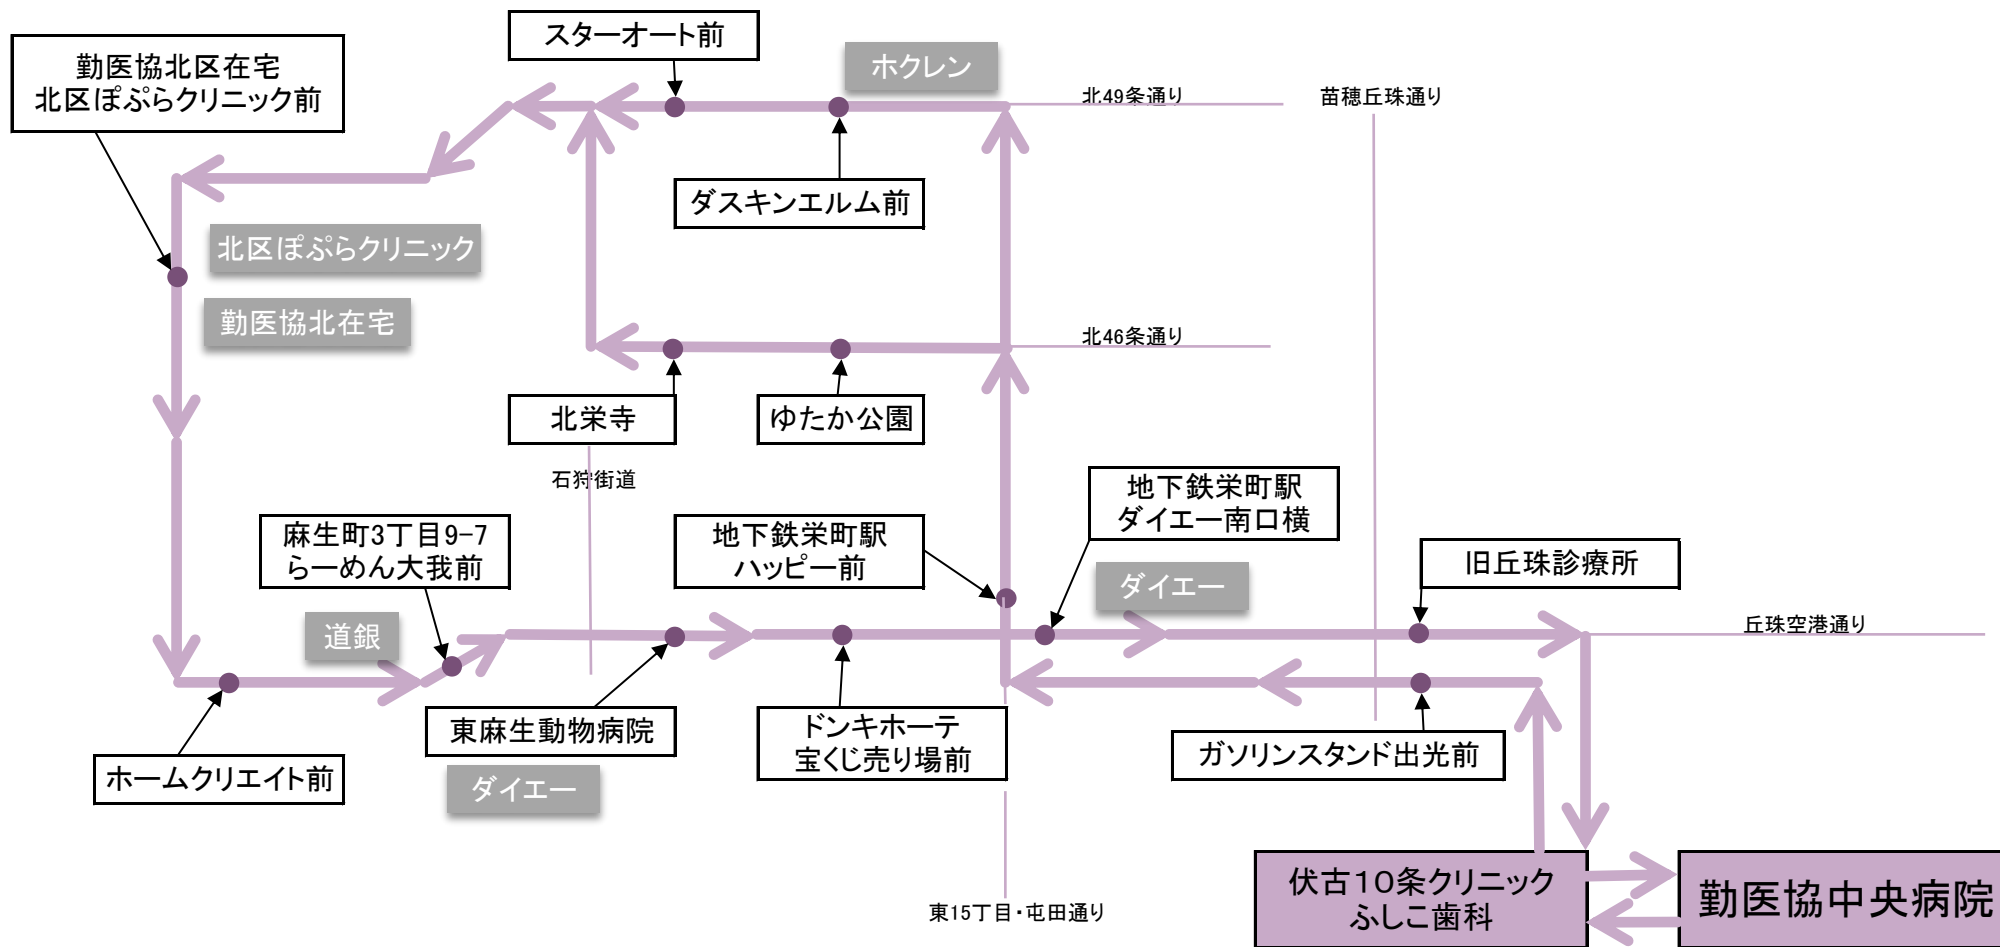 スターオート前
勤医協北区在宅
北区ぽぷらクリニック前
ホクレン
北49条通り
苗穂丘珠通り
ダスキンエルム前
北区ぽぷらクリニック
勤医協北在宅
北46条通り
北栄寺
ゆたか公園
石狩街道
地下鉄栄町駅
ダイエー南口横
麻生町3丁目9-7
らーめん大我前
地下鉄栄町駅
ハッピー前
旧丘珠診療所
ダイエー
道銀
丘珠空港通り
東麻生動物病院
ドンキホーテ
宝くじ売り場前
ガソリンスタンド出光前
ホームクリエイト前
ダイエー
伏古10条クリニック
ふしこ歯科
勤医協中央病院
東15丁目・屯田通り